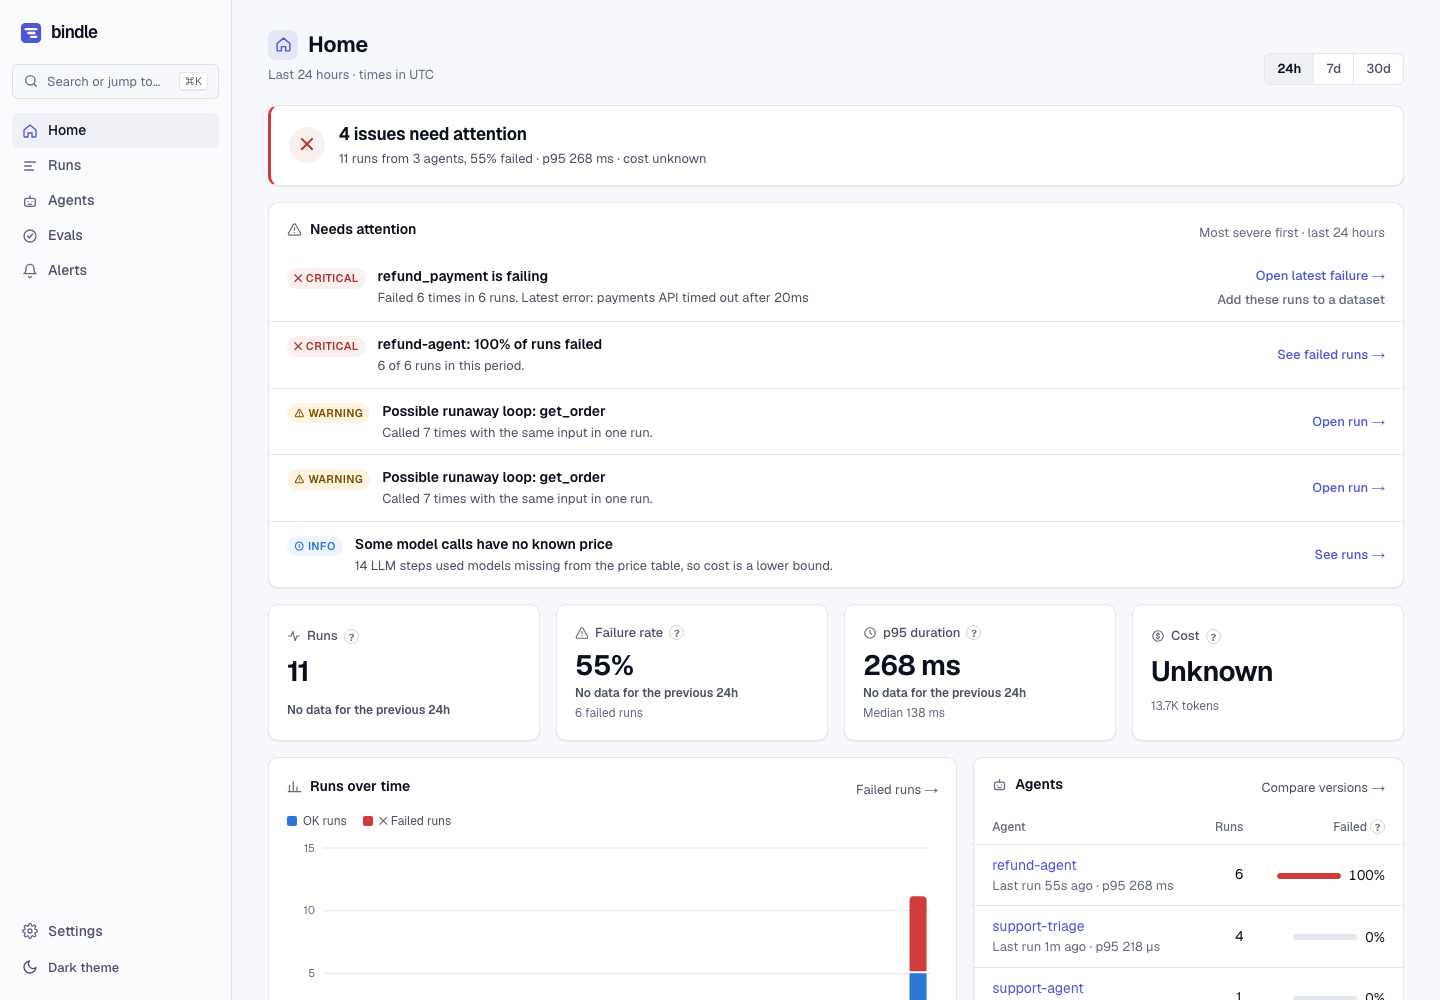 bindle
Search or jump to... ⌘K
Home
Runs
Agents
Evals
Alerts
Settings
Dark theme
Home
Last 24 hours · times in UTC
24h 7d 30d
4 issues need attention
11 runs from 3 agents, 55% failed · p95 268 ms · cost unknown
Needs attention
Most severe first · last 24 hours
CRITICAL
refund_payment is failing
Failed 6 times in 6 runs. Latest error: payments API timed out after 20ms
Open latest failure →
Add these runs to a dataset
CRITICAL
refund-agent: 100% of runs failed
6 of 6 runs in this period.
See failed runs →
WARNING
Possible runaway loop: get_order
Called 7 times with the same input in one run.
Open run →
WARNING
Possible runaway loop: get_order
Called 7 times with the same input in one run.
Open run →
INFO
Some model calls have no known price
14 LLM steps used models missing from the price table, so cost is a lower bound.
See runs →
Runs ?
11
No data for the previous 24h
Failure rate ?
55%
No data for the previous 24h
6 failed runs
p95 duration ?
268 ms
No data for the previous 24h
Median 138 ms
Cost ?
Unknown
13.7K tokens
Runs over time
Failed runs →
OK runs Failed runs
15
10
5
Agents
Compare versions →
Agent Runs Failed ?
refund-agent
Last run 55s ago · p95 268 ms
6 100%
support-triage
Last run 1m ago · p95 218 µs
4 0%
support-agent
1 0%